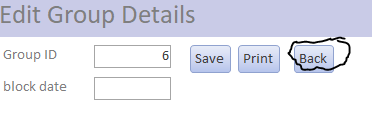 Edit Group Details
Group ID 6 Save Print Back
block date